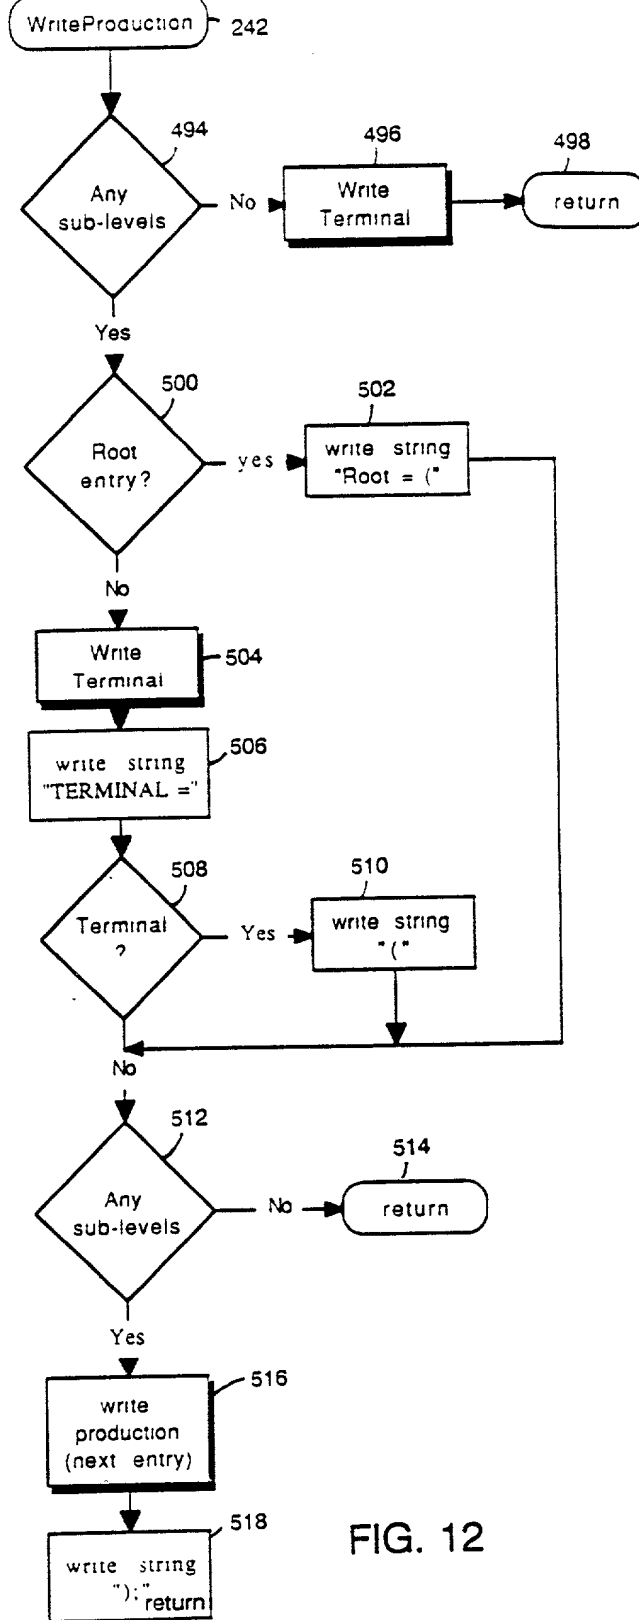 WriteProduction
242
494
Any
sub-levels
No
496
Write
Terminal
498
return
Yes
500
Root
entry?
yes
502
write string
"Root = ("
No
Write
Terminal
504
506
write string
"TERMINAL ="
508
Terminal
?
Yes
510
write string
"("
No
512
Any
sub-levels
No
514
return
Yes
516
write
production
(next entry)
518
write string
");"
return
FIG. 12